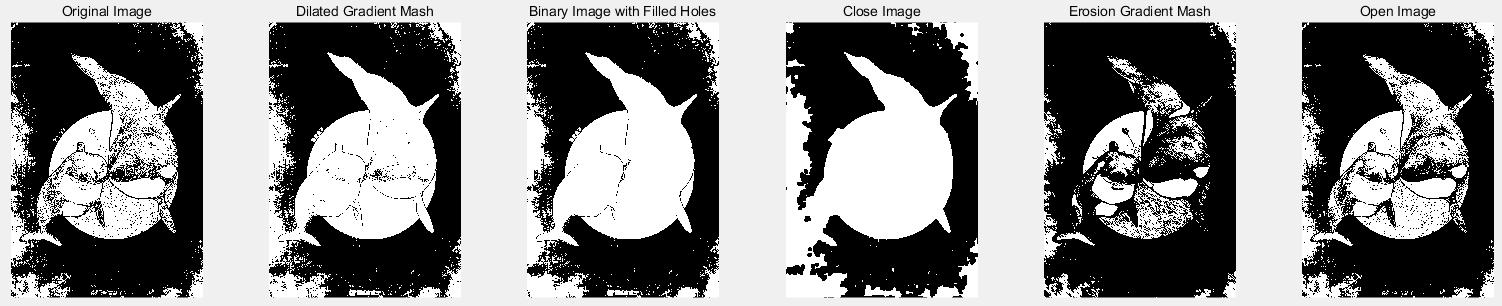 Original Image
Dilated Gradient Mash
Binary Image with Filled Holes
Close Image
Erosion Gradient Mash
Open Image